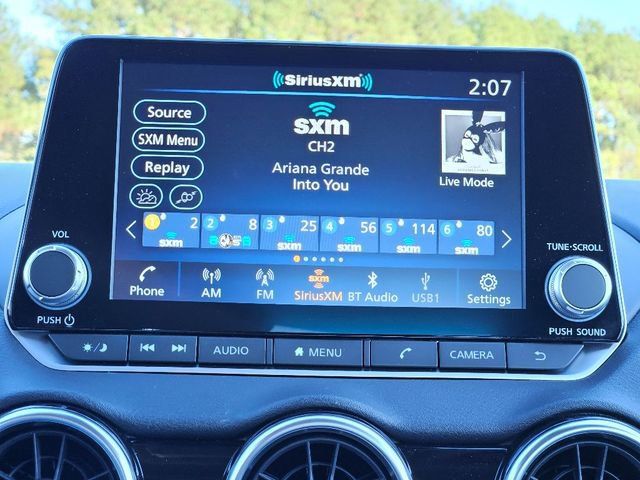 SiriusXM
2:07
Source
SXM Menu
Replay
sxm
CH2
Ariana Grande
Into You
Live Mode
1 2 2 8 3 25 4 56 5 114 6 80
sxm sxm sxm sxm sxm
Phone AM FM SiriusXM BT Audio USB1 Settings
sxm
VOL
PUSH
TUNE·SCROLL
PUSH SOUND
AUDIO MENU CAMERA